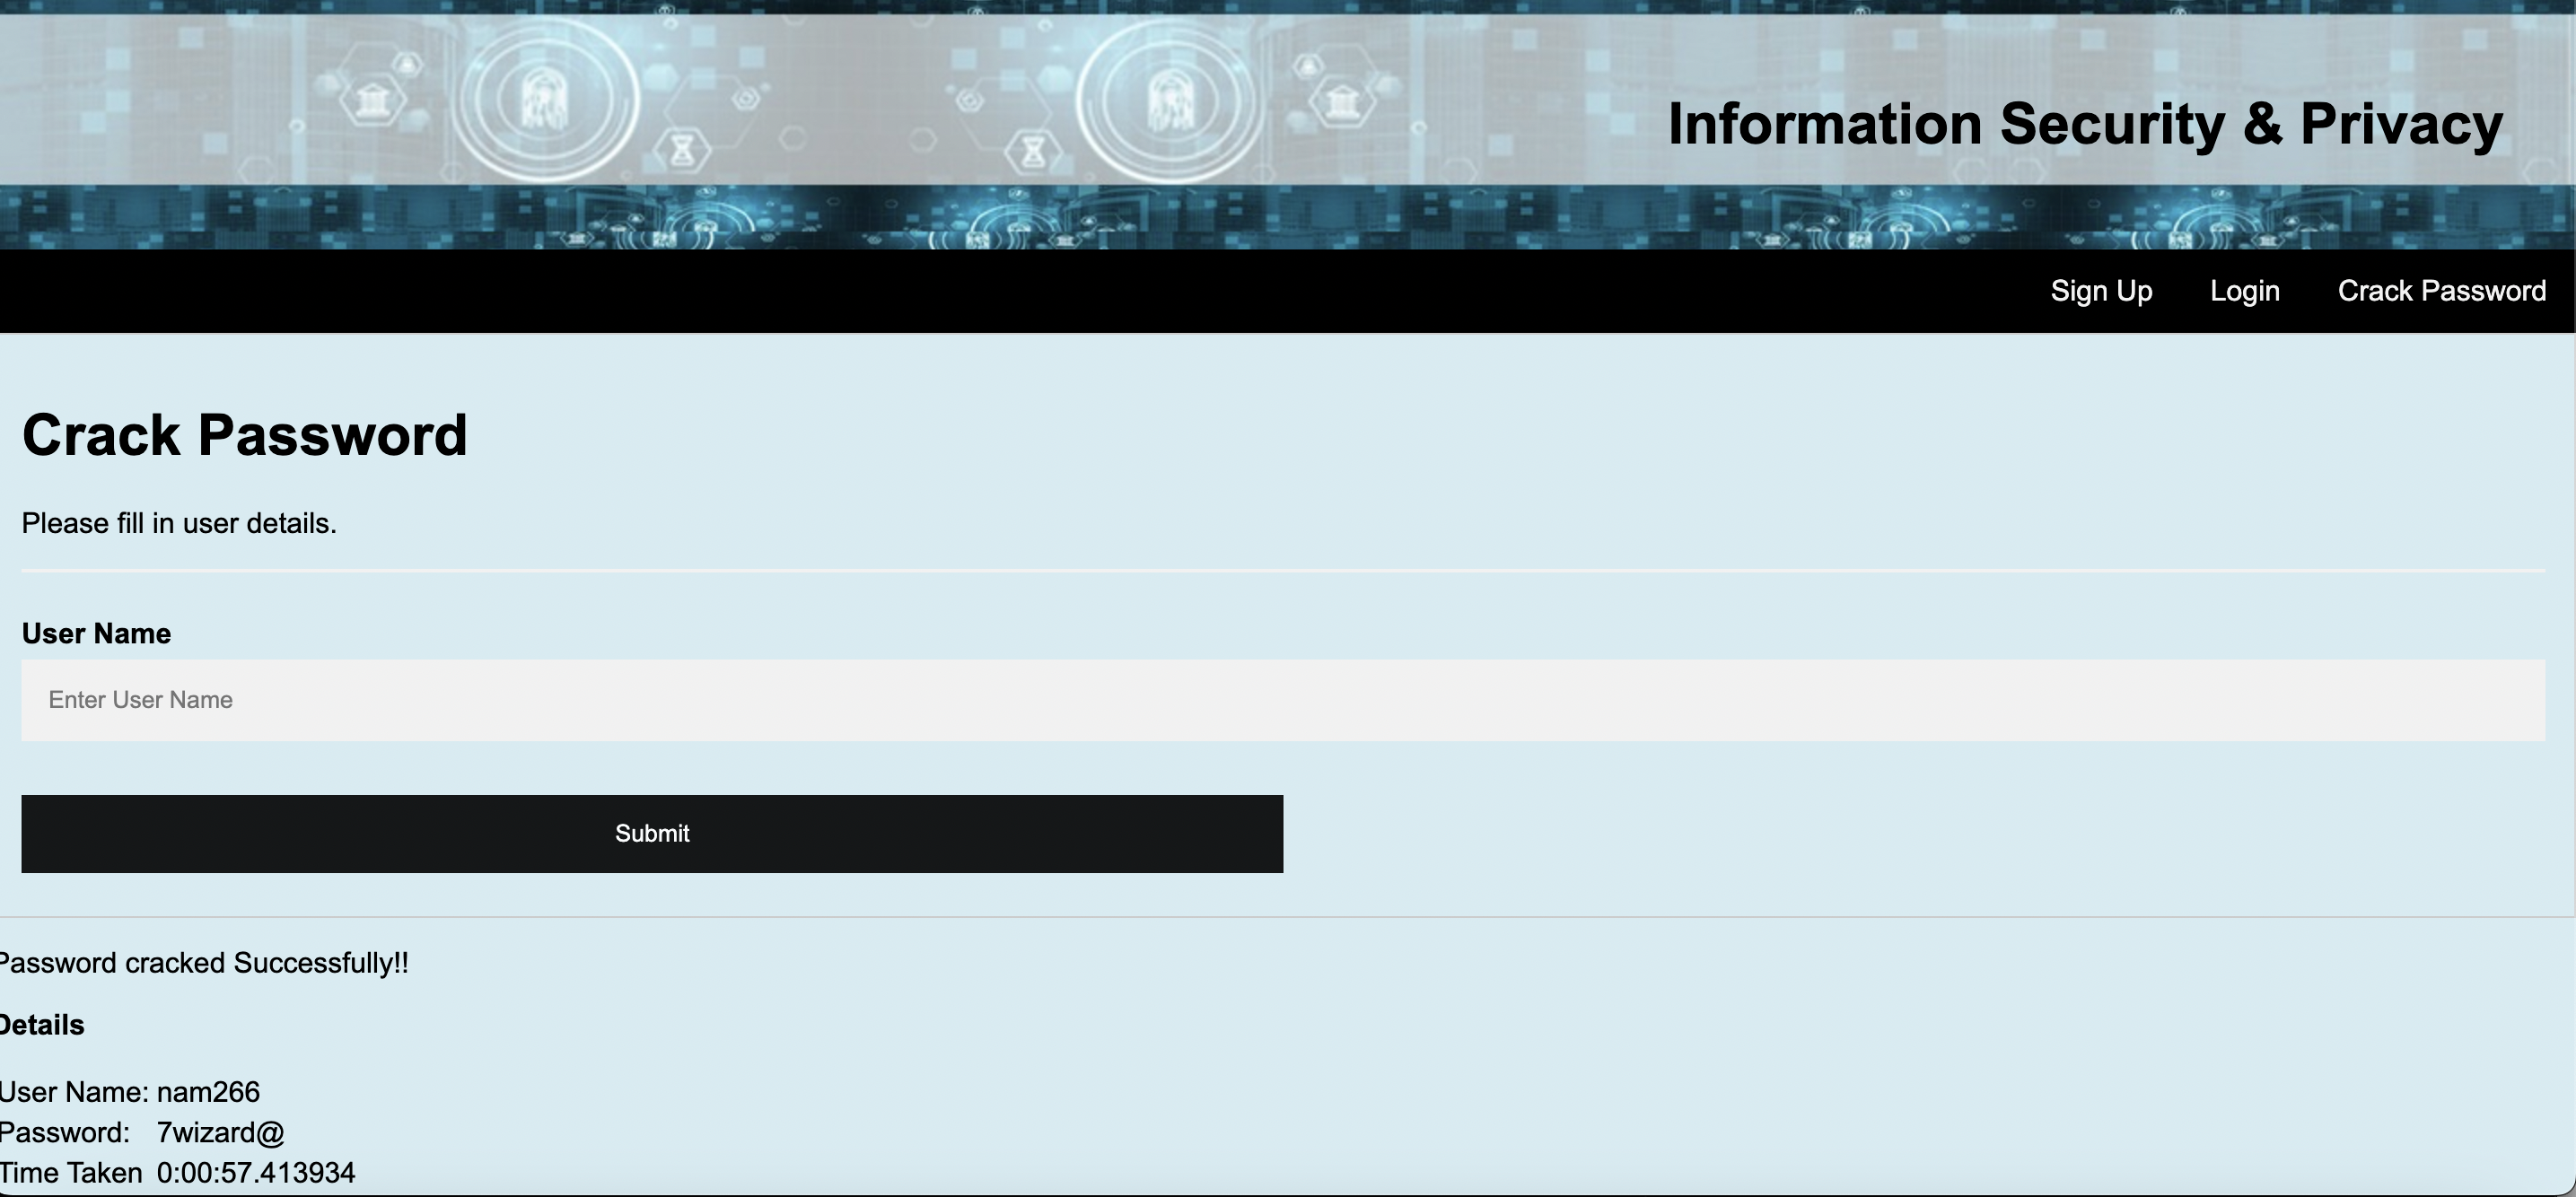 Information Security & Privacy
Sign Up Login Crack Password
Crack Password
Please fill in user details.
User Name
Enter User Name
Submit
Password cracked Successfully!!
Details
User Name: nam266
Password: 7wizard@
Time Taken 0:00:57.413934